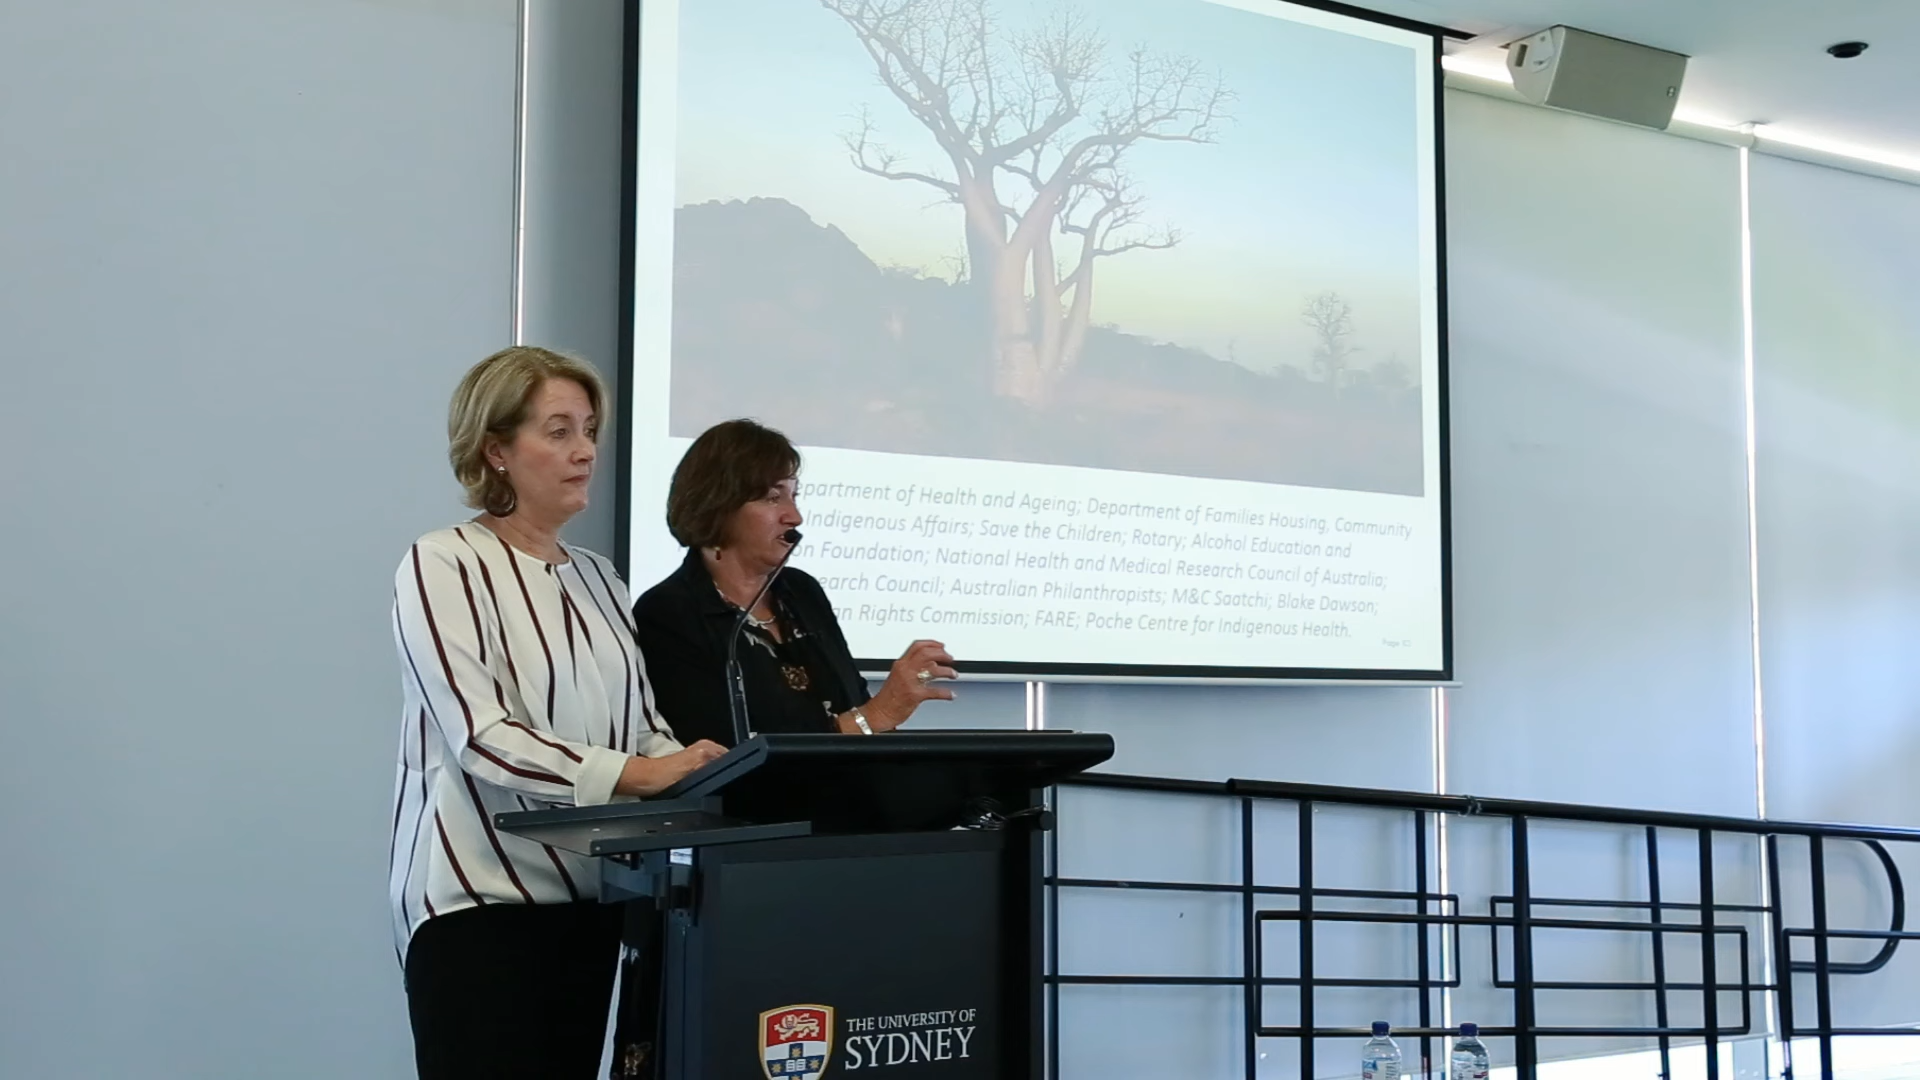 epartment of Health and Ageing; Department of Families Housing, Community
Indigenous Affairs; Save the Children; Rotary; Alcohol Education and
on Foundation; National Health and Medical Research Council of Australia;
earch Council; Australian Philanthropists; M&C Saatchi; Blake Dawson;
an Rights Commission; FARE; Poche Centre for Indigenous Health.
THE UNIVERSITY OF
SYDNEY